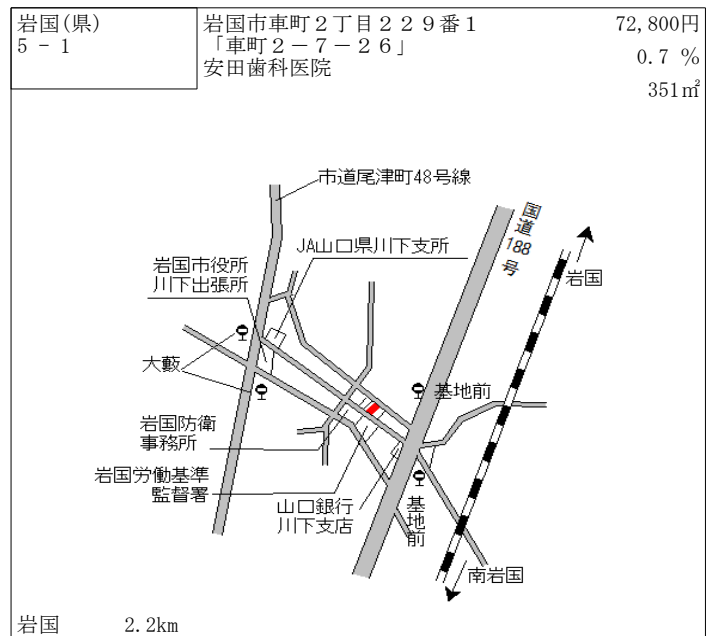 岩国(県)
5 - 1
岩国市車町２丁目２２９番１
「車町２－７－２６」
安田歯科医院
72,800円
0.7 %
351㎡
市道尾津町48号線
国道188号
岩国
JA山口県川下支所
岩国市役所
川下出張所
大藪
基地前
岩国防衛
事務所
岩国労働基準
監督署
山口銀行
川下支店
基地前
南岩国
岩国 2.2km